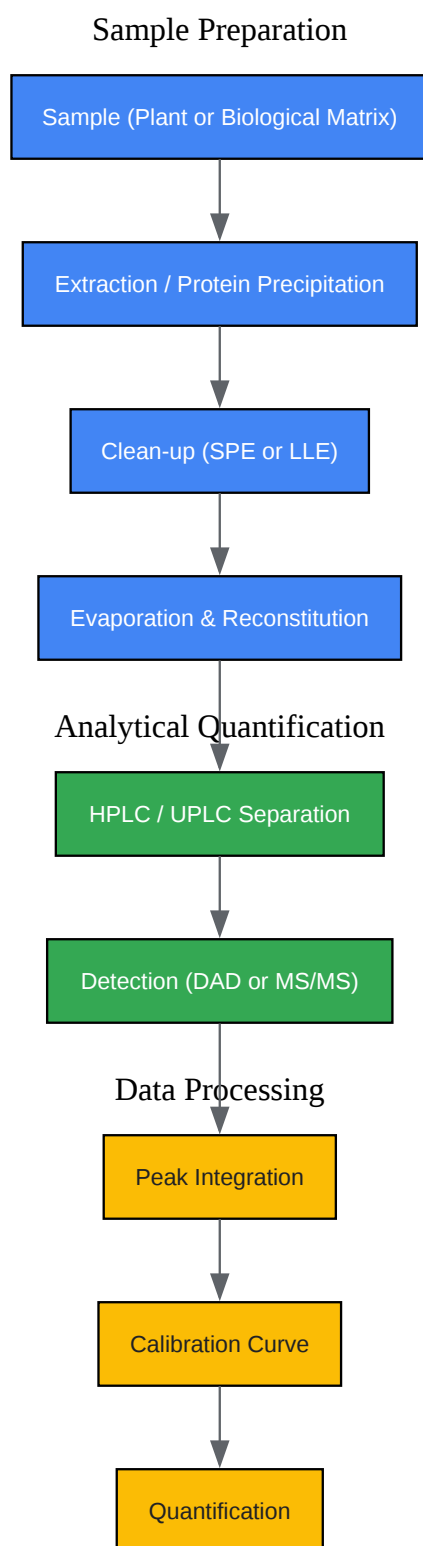 Sample Preparation
Sample (Plant or Biological Matrix)
Extraction / Protein Precipitation
Clean-up (SPE or LLE)
Evaporation & Reconstitution
Analytical Quantification
HPLC / UPLC Separation
Detection (DAD or MS/MS)
Data Processing
Peak Integration
Calibration Curve
Quantification